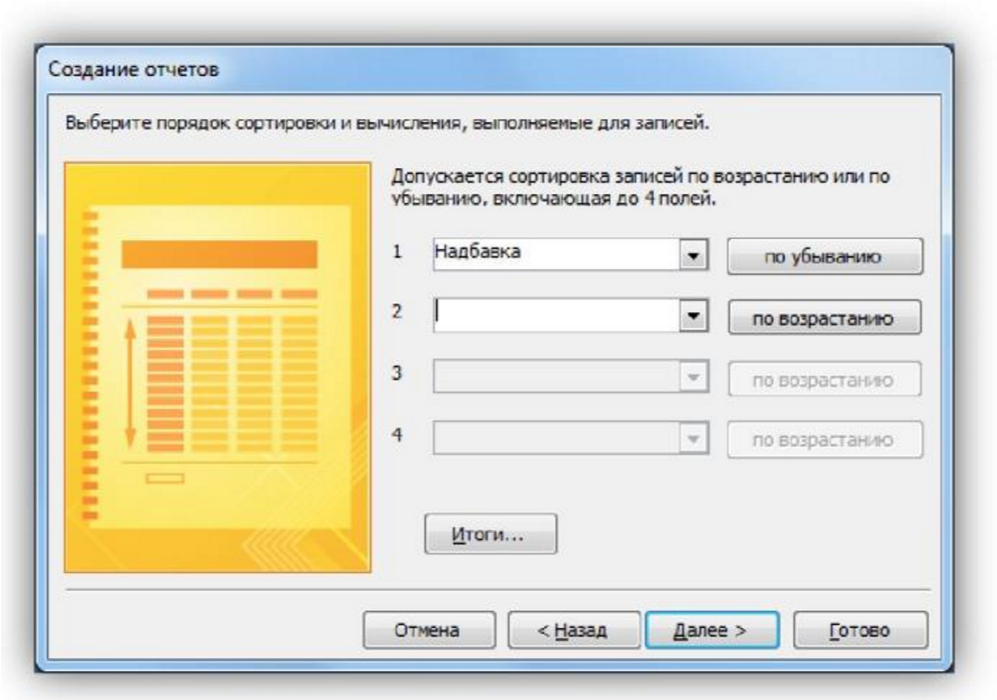 Создание отчетов
Выберите порядок сортировки и вычисления, выполняемые для записей.
Допускается сортировка записей по возрастанию или по
убыванию, включающая до 4 полей.
1 Надбавка по убыванию
2 по возрастанию
3 по возрастанию
4 по возрастанию
Итоги...
Отмена < Назад Далее > Готово